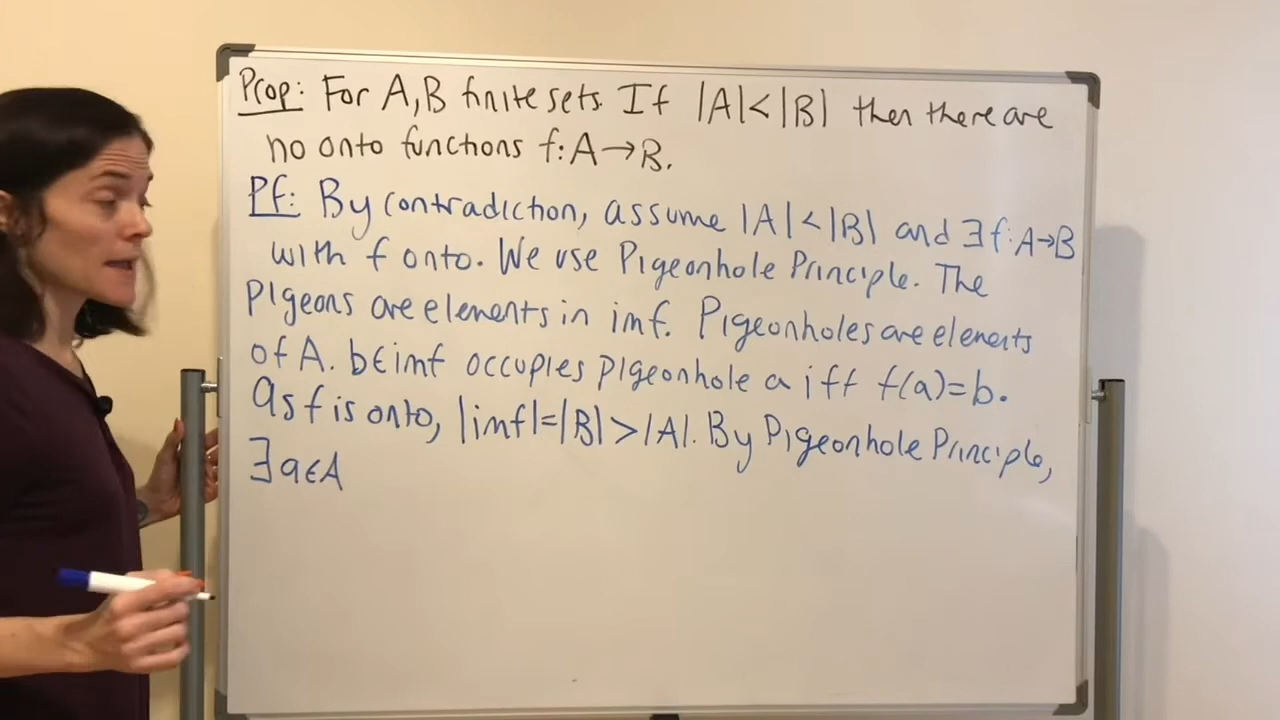 Prop: For A,B finite sets. If |A|<|B| then there are
no onto functions f:A→B.
Pf: By contradiction, assume |A|<|B| and ∃f:A→B
with f onto. We use Pigeonhole Principle. The
pigeons are elements in imf. Pigeonholes are elements
of A. b∈imf occupies pigeonhole a iff f(a)=b.
As f is onto, |imf|=|B|>|A|. By Pigeonhole Principle,
∃a∈A